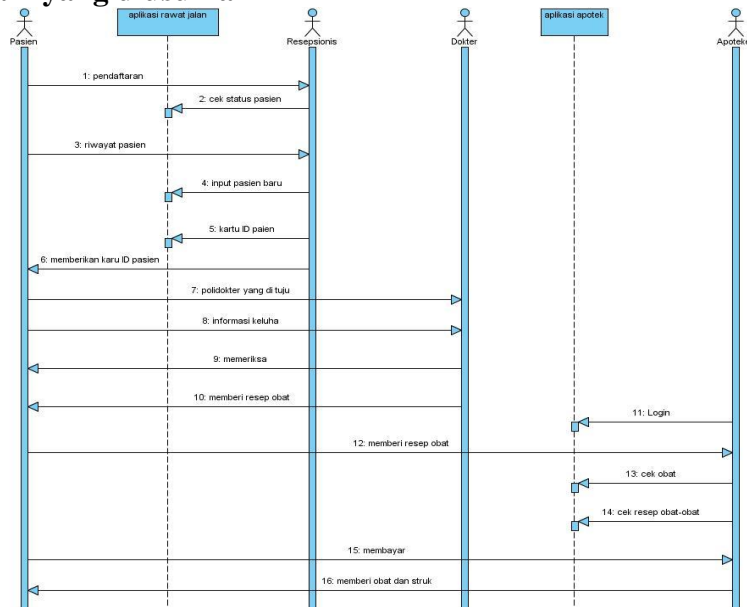 aplikasi rawat jalan
aplikasi apotek
Pasien
Resepsionis
Dokter
Apoteke
1: pendaftaran
2: cek status pasien
3: riwayat pasien
4: input pasien baru
5: kartu ID paien
6: memberikan karu ID pasien
7: polidokter yang di tuju
8: informasi keluha
9: memeriksa
10: memberi resep obat
11: Login
12: memberi resep obat
13: cek obat
14: cek resep obat-obat
15: membayar
16: memberi obat dan struk